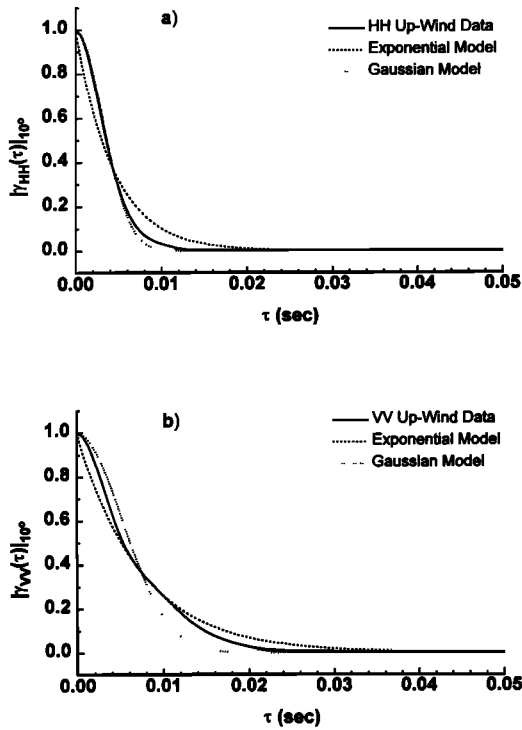 a)
HH Up-Wind Data
Exponential Model
Gaussian Model
|γHH(τ)|10°
1.0
0.8
0.6
0.4
0.2
0.0
0.00 0.01 0.02 0.03 0.04 0.05
τ (sec)
b)
VV Up-Wind Data
Exponential Model
Gaussian Model
|γVV(τ)|10°
1.0
0.8
0.6
0.4
0.2
0.0
0.00 0.01 0.02 0.03 0.04 0.05
τ (sec)